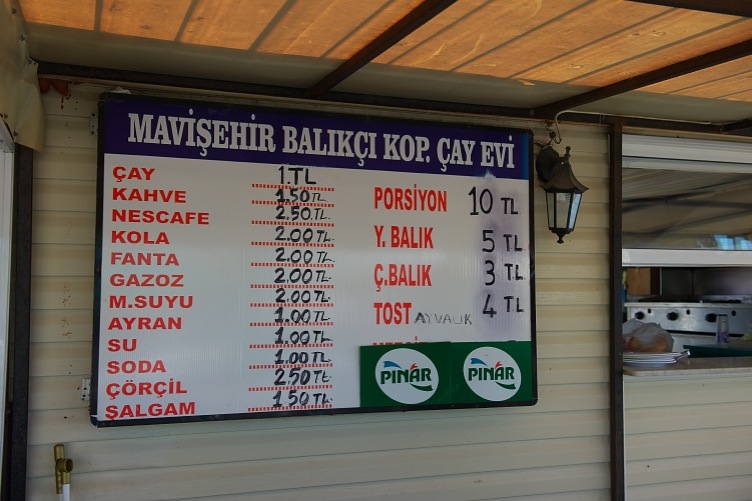 MAVİŞEHİR BALIKÇI KOP. ÇAY EVİ
ÇAY 1.TL
KAHVE 1.50 TL
NESCAFE 2.50 TL
KOLA 2.00 TL
FANTA 2.00 TL
GAZOZ 2.00 TL
M.SUYU 2.00 TL
AYRAN 1.00 TL
SU 1.00 TL
SODA 1.00 TL
ÇÖRÇİL 2.50 TL
ŞALGAM 1.50 TL
PORSİYON 10 TL
Y. BALIK 5 TL
Ç.BALIK 3 TL
TOST AYVALIK 4 TL
PINAR PINAR